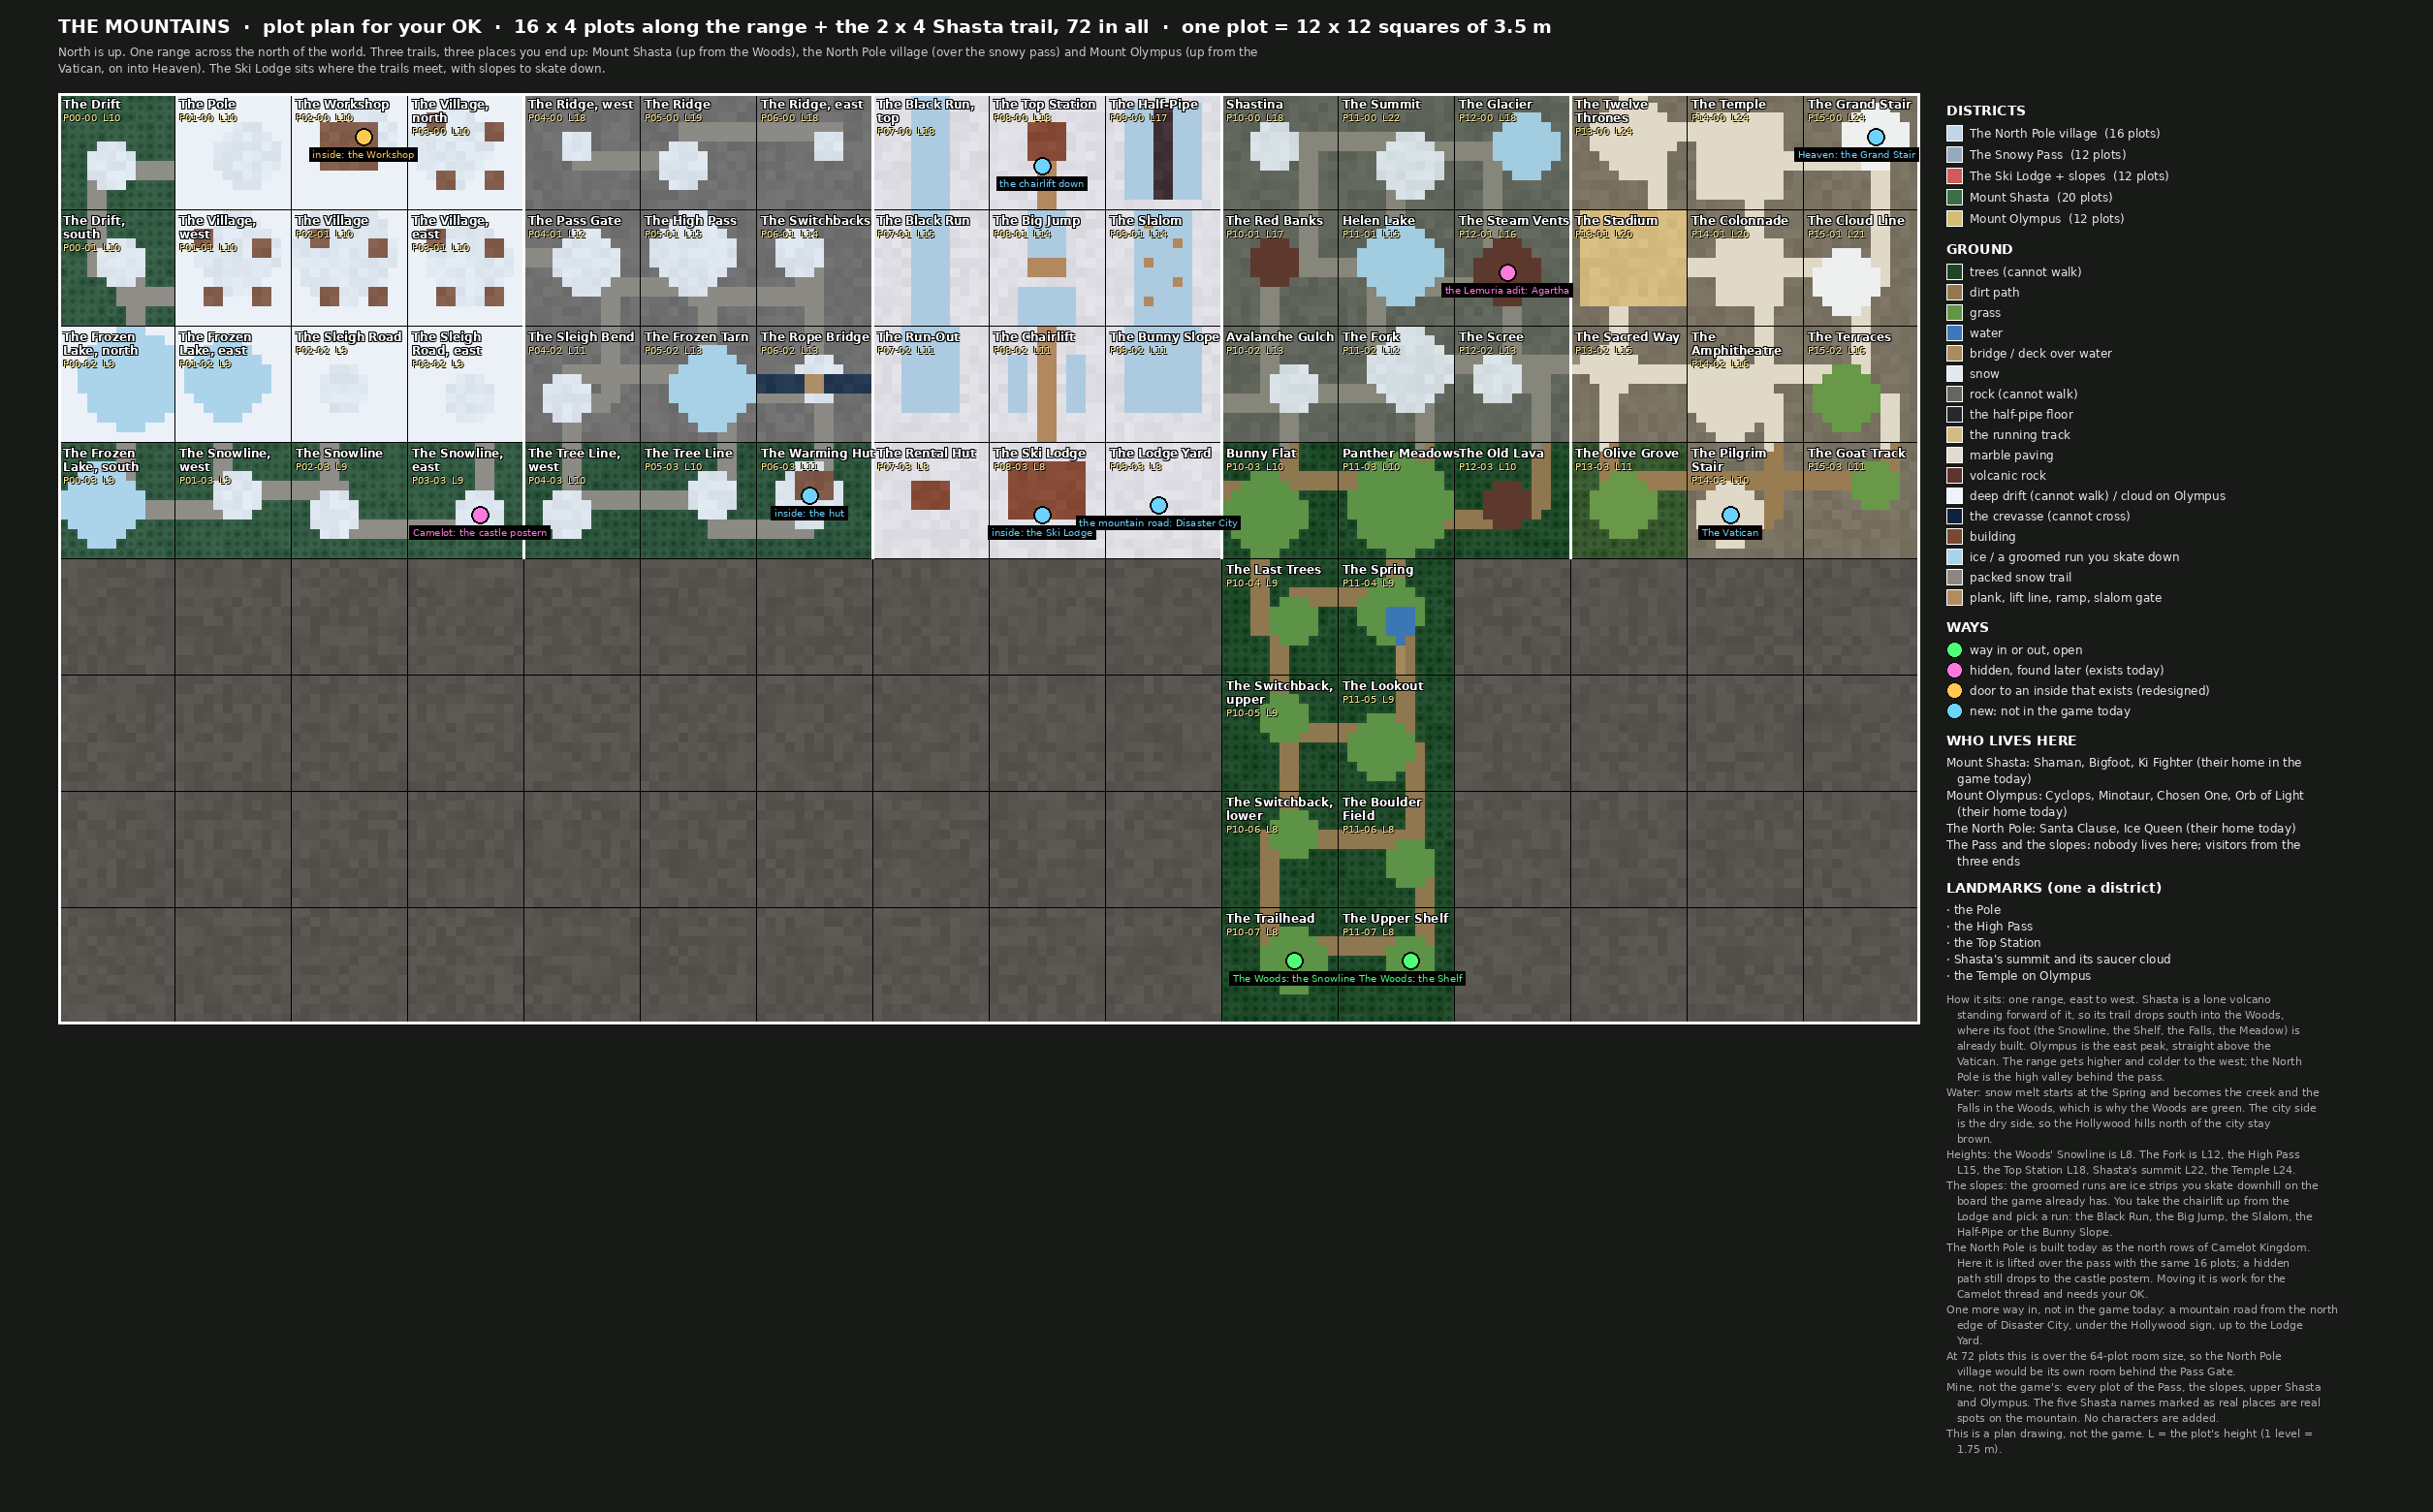 THE MOUNTAINS · plot plan for your OK · 16 x 4 plots along the range + the 2 x 4 Shasta trail, 72 in all · one plot = 12 x 12 squares of 3.5 m
North is up. One range across the north of the world. Three trails, three places you end up: Mount Shasta (up from the Woods), the North Pole village (over the snowy pass) and Mount Olympus (up from the
Vatican, on into Heaven). The Ski Lodge sits where the trails meet, with slopes to skate down.
The Drift
P00-00 L10
The Pole
P01-00 L10
The Workshop
P02-00 L10
inside: the Workshop
The Village,
north
P03-00 L10
The Ridge, west
P04-00 L18
The Ridge
P05-00 L19
The Ridge, east
P06-00 L18
The Black Run,
top
P07-00 L18
The Top Station
P08-00 L18
the chairlift down
The Half-Pipe
P09-00 L17
Shastina
P10-00 L18
The Summit
P11-00 L22
The Glacier
P12-00 L18
The Twelve
Thrones
P13-00 L24
The Temple
P14-00 L24
The Grand Stair
P15-00 L24
Heaven: the Grand Stair
The Drift,
south
P00-01 L10
The Village,
west
P01-01 L10
The Village
P02-01 L10
The Village,
east
P03-01 L10
The Pass Gate
P04-01 L12
The High Pass
P05-01 L15
The Switchbacks
P06-01 L14
The Black Run
P07-01 L15
The Big Jump
P08-01 L14
The Slalom
P09-01 L14
The Red Banks
P10-01 L17
Helen Lake
P11-01 L15
The Steam Vents
P12-01 L16
the Lemuria adit: Agartha
The Stadium
P13-01 L20
The Colonnade
P14-01 L20
The Cloud Line
P15-01 L21
The Frozen
Lake, north
P00-02 L9
The Frozen
Lake, east
P01-02 L9
The Sleigh Road
P02-02 L9
The Sleigh
Road, east
P03-02 L9
The Sleigh Bend
P04-02 L11
The Frozen Tarn
P05-02 L13
The Rope Bridge
P06-02 L13
The Run-Out
P07-02 L11
The Chairlift
P08-02 L11
The Bunny Slope
P09-02 L11
Avalanche Gulch
P10-02 L13
The Fork
P11-02 L12
The Scree
P12-02 L13
The Sacred Way
P13-02 L15
The
Amphitheatre
P14-02 L16
The Terraces
P15-02 L16
The Frozen
Lake, south
P00-03 L9
The Snowline,
west
P01-03 L9
The Snowline
P02-03 L9
The Snowline,
east
P03-03 L9
Camelot: the castle postern
The Tree Line,
west
P04-03 L10
The Tree Line
P05-03 L10
The Warming Hut
P06-03 L11
inside: the hut
The Rental Hut
P07-03 L8
The Ski Lodge
P08-03 L8
inside: the Ski Lodge
The Lodge Yard
P09-03 L8
the mountain road: Disaster City
Bunny Flat
P10-03 L10
Panther Meadows
P11-03 L10
The Old Lava
P12-03 L10
The Olive Grove
P13-03 L11
The Pilgrim
Stair
P14-03 L10
The Vatican
The Goat Track
P15-03 L11
The Last Trees
P10-04 L9
The Spring
P11-04 L9
The Switchback,
upper
P10-05 L9
The Lookout
P11-05 L9
The Switchback,
lower
P10-06 L8
The Boulder
Field
P11-06 L8
The Trailhead
P10-07 L8
The Woods: the Snowline
The Upper Shelf
P11-07 L8
The Woods: the Shelf
DISTRICTS
The North Pole village (16 plots)
The Snowy Pass (12 plots)
The Ski Lodge + slopes (12 plots)
Mount Shasta (20 plots)
Mount Olympus (12 plots)
GROUND
trees (cannot walk)
dirt path
grass
water
bridge / deck over water
snow
rock (cannot walk)
the half-pipe floor
the running track
marble paving
volcanic rock
deep drift (cannot walk) / cloud on Olympus
the crevasse (cannot cross)
building
ice / a groomed run you skate down
packed snow trail
plank, lift line, ramp, slalom gate
WAYS
way in or out, open
hidden, found later (exists today)
door to an inside that exists (redesigned)
new: not in the game today
WHO LIVES HERE
Mount Shasta: Shaman, Bigfoot, Ki Fighter (their home in the
game today)
Mount Olympus: Cyclops, Minotaur, Chosen One, Orb of Light
(their home today)
The North Pole: Santa Clause, Ice Queen (their home today)
The Pass and the slopes: nobody lives here; visitors from the
three ends
LANDMARKS (one a district)
· the Pole
· the High Pass
· the Top Station
· Shasta's summit and its saucer cloud
· the Temple on Olympus
How it sits: one range, east to west. Shasta is a lone volcano
standing forward of it, so its trail drops south into the Woods,
where its foot (the Snowline, the Shelf, the Falls, the Meadow) is
already built. Olympus is the east peak, straight above the
Vatican. The range gets higher and colder to the west; the North
Pole is the high valley behind the pass.
Water: snow melt starts at the Spring and becomes the creek and the
Falls in the Woods, which is why the Woods are green. The city side
is the dry side, so the Hollywood hills north of the city stay
brown.
Heights: the Woods' Snowline is L8. The Fork is L12, the High Pass
L15, the Top Station L18, Shasta's summit L22, the Temple L24.
The slopes: the groomed runs are ice strips you skate downhill on the
board the game already has. You take the chairlift up from the
Lodge and pick a run: the Black Run, the Big Jump, the Slalom, the
Half-Pipe or the Bunny Slope.
The North Pole is built today as the north rows of Camelot Kingdom.
Here it is lifted over the pass with the same 16 plots; a hidden
path still drops to the castle postern. Moving it is work for the
Camelot thread and needs your OK.
One more way in, not in the game today: a mountain road from the north
edge of Disaster City, under the Hollywood sign, up to the Lodge
Yard.
At 72 plots this is over the 64-plot room size, so the North Pole
village would be its own room behind the Pass Gate.
Mine, not the game's: every plot of the Pass, the slopes, upper Shasta
and Olympus. The five Shasta names marked as real places are real
spots on the mountain. No characters are added.
This is a plan drawing, not the game. L = the plot's height (1 level =
1.75 m).